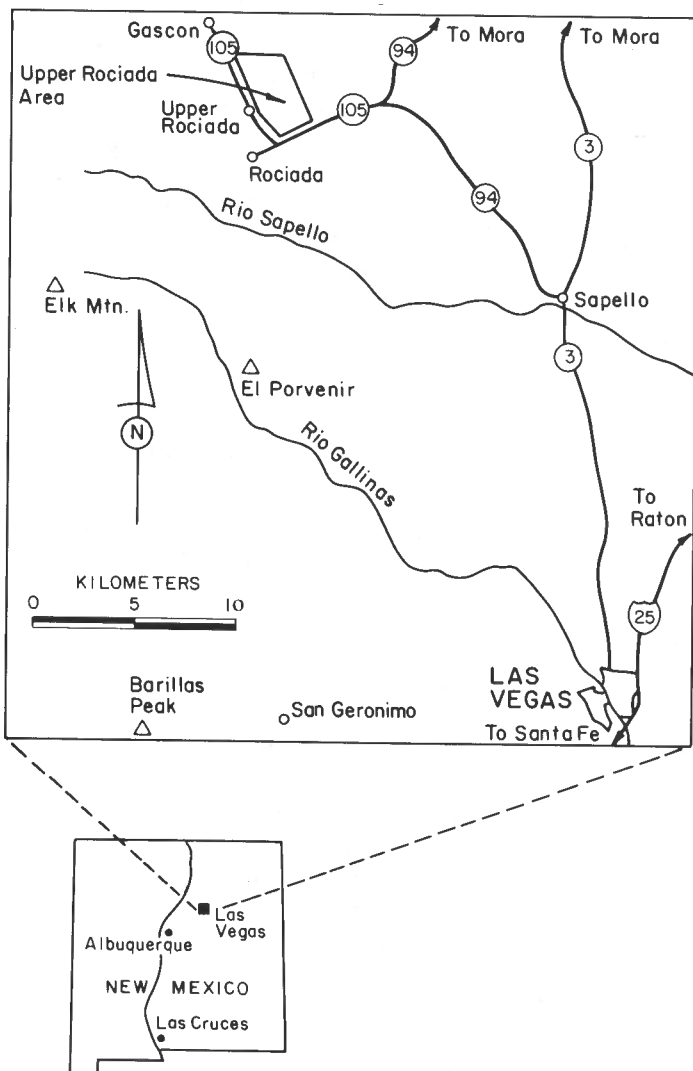 Gascon
105
94
To Mora
To Mora
Upper Rociada
Area
Upper
Rociada
105
3
Rociada
94
Rio Sapello
Sapello
Elk Mtn.
3
El Porvenir
N
Rio Gallinas
To
Raton
KILOMETERS
0 5 10
25
LAS
VEGAS
Barillas
Peak
San Geronimo
To Santa Fe
Las
Vegas
Albuquerque
NEW MEXICO
Las Cruces